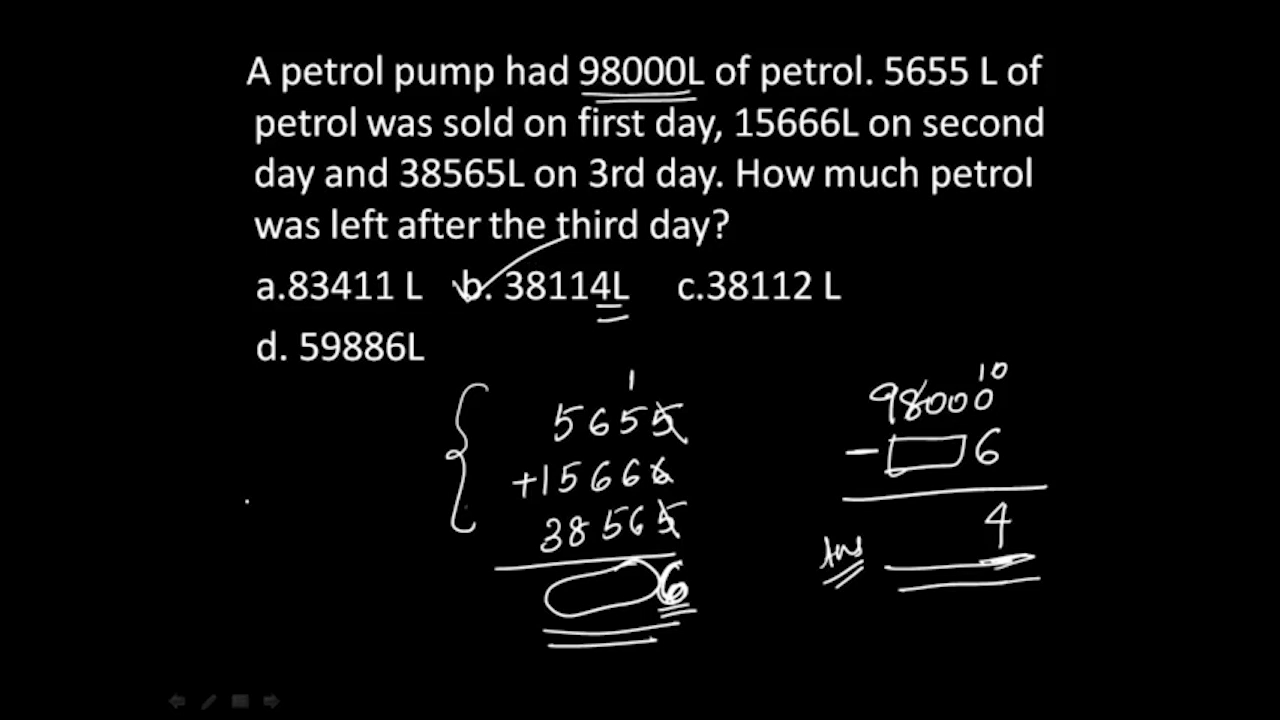 A petrol pump had 98000L of petrol. 5655 L of
petrol was sold on first day, 15666L on second
day and 38565L on 3rd day. How much petrol
was left after the third day?
a.83411 L b. 38114L c.38112 L
d. 59886L
1
5655
+15666
38565
6
10
98000
- 6
4
Ans